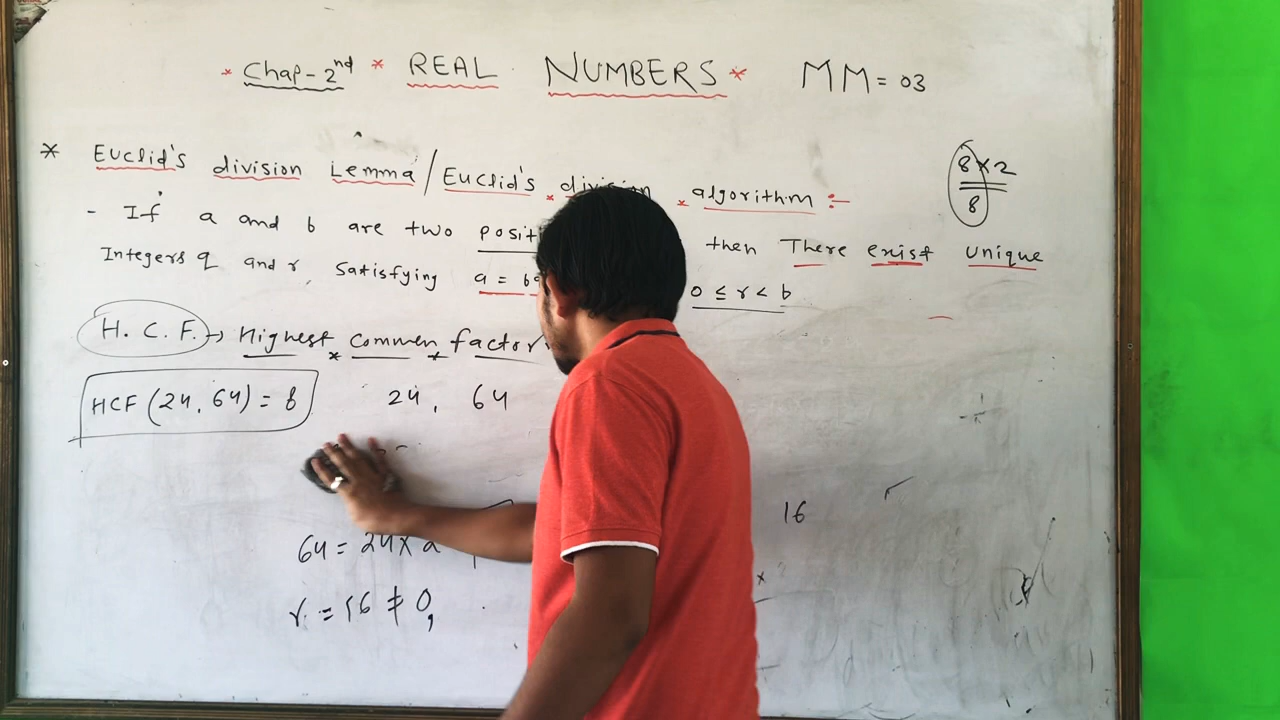 * Chap-2nd * REAL NUMBERS * MM = 03
* Euclid's division Lemma / Euclid's division algorithm :-
8×2
8
- If a and b are two posit then There exist unique
Integers q and r satisfying a = b 0 ≤ r < b
H. C. F. → Highest common factor
HCF (24, 64) = 8 24, 64
16
64 = 24×2
r = 16 ≠ 0,